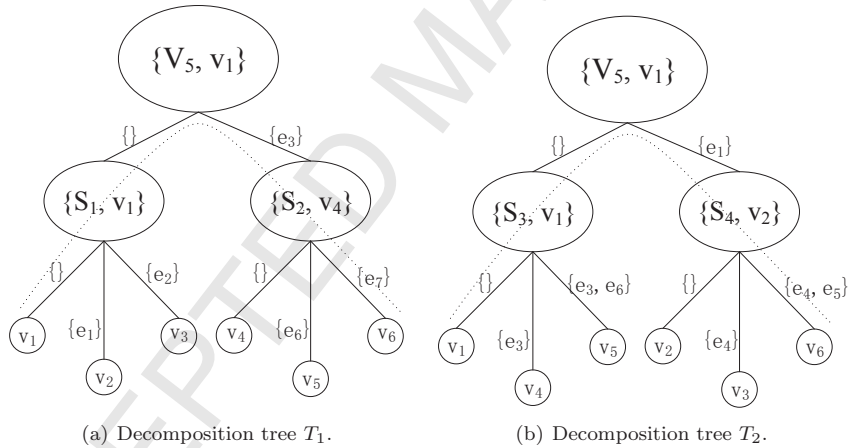 {V5, v1}
{V5, v1}
{}
{e3}
{}
{e1}
{S1, v1}
{S2, v4}
{S3, v1}
{S4, v2}
{}
{e2}
{}
{e7}
{}
{e3, e6}
{}
{e4, e5}
{e1}
{e6}
{e3}
{e4}
v1
v3
v4
v6
v1
v5
v2
v6
v2
v5
v4
v3
(a) Decomposition tree T1.
(b) Decomposition tree T2.
EPTED MA